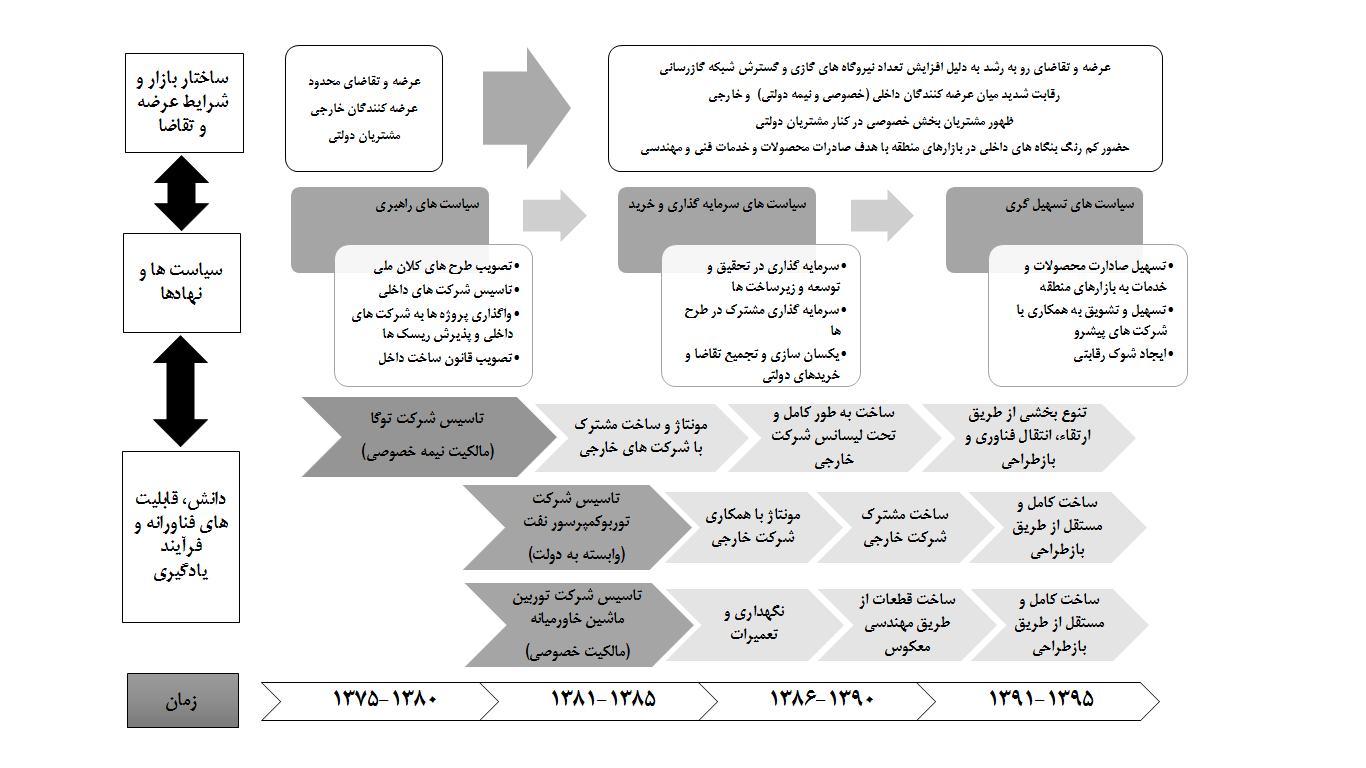 ساختار بازار و
شرایط عرضه
و تقاضا
عرضه و تقاضای محدود
عرضه کنندگان خارجی
مشتریان دولتی
عرضه و تقاضای رو به رشد به دلیل افزایش تعداد نیروگاه های گازی و گسترش شبکه گازرسانی
رقابت شدید میان عرضه کنندگان داخلی (خصوصی و نیمه دولتی) و خارجی
ظهور مشتریان بخش خصوصی در کنار مشتریان دولتی
حضور کم رنگ بنگاه های داخلی در بازارهای منطقه با هدف صادرات محصولات و خدمات فنی و مهندسی
سیاست ها و
نهادها
سیاست های راهبری
•تصویب طرح های کلان ملی
•تاسیس شرکت های داخلی
•واگذاری پروژه ها به شرکت های
داخلی و پذیرش ریسک ها
•تصویب قانون ساخت داخل
سیاست های سرمایه گذاری و خرید
•سرمایه گذاری در تحقیق و
توسعه و زیرساخت ها
•سرمایه گذاری مشترک در طرح
ها
•یکسان سازی و تجمیع تقاضا و
خریدهای دولتی
سیاست های تسهیل گری
•تسهیل صادارت محصولات و
خدمات به بازارهای منطقه
•تسهیل و تشویق به همکاری با
شرکت های پیشرو
•ایجاد شوک رقابتی
دانش، قابلیت
های فناورانه و
فرآیند
یادگیری
تاسیس شرکت توگا
(مالکیت نیمه خصوصی)
مونتاژ و ساخت مشترک
با شرکت های خارجی
ساخت به طور کامل و
تحت لیسانس شرکت
خارجی
تنوع بخشی از طریق
ارتقاء، انتقال فناوری و
بازطراحی
تاسیس شرکت
توربوکمپرسور نفت
(وابسته به دولت)
مونتاژ با همکاری
شرکت خارجی
ساخت مشترک
شرکت خارجی
ساخت کامل و
مستقل از طریق
بازطراحی
تاسیس شرکت توربین
ماشین خاورمیانه
(مالکیت خصوصی)
نگهداری و
تعمیرات
ساخت قطعات از
طریق مهندسی
معکوس
ساخت کامل و
مستقل از طریق
بازطراحی
زمان
۱۳۷۵-۱۳۸۰
۱۳۸۱-۱۳۸۵
۱۳۸۶-۱۳۹۰
۱۳۹۱-۱۳۹۵